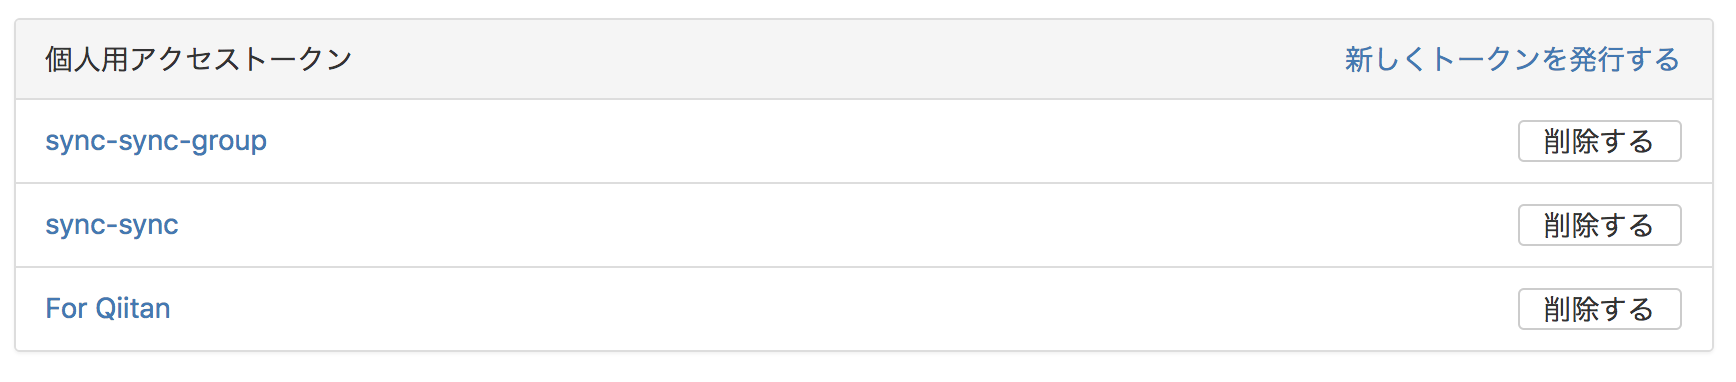 個人用アクセストークン 新しくトークンを発行する
sync-sync-group 削除する
sync-sync 削除する
For Qiitan 削除する